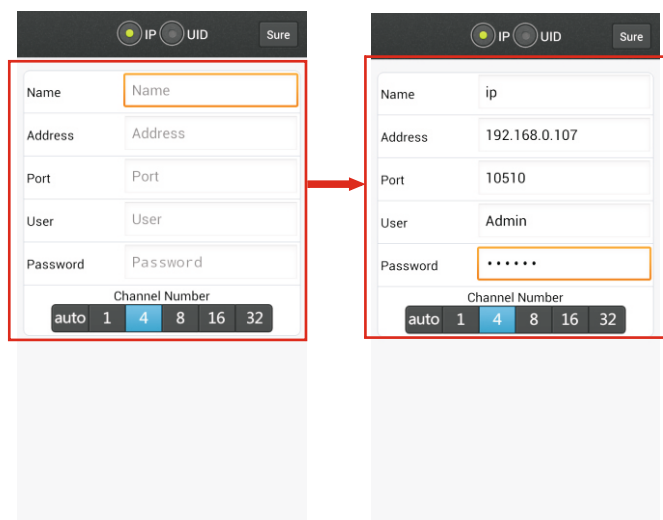 IP UID Sure
Name Name
Address Address
Port Port
User User
Password Password
Channel Number
auto 1 4 8 16 32
IP UID Sure
Name ip
Address 192.168.0.107
Port 10510
User Admin
Password ••••••
Channel Number
auto 1 4 8 16 32